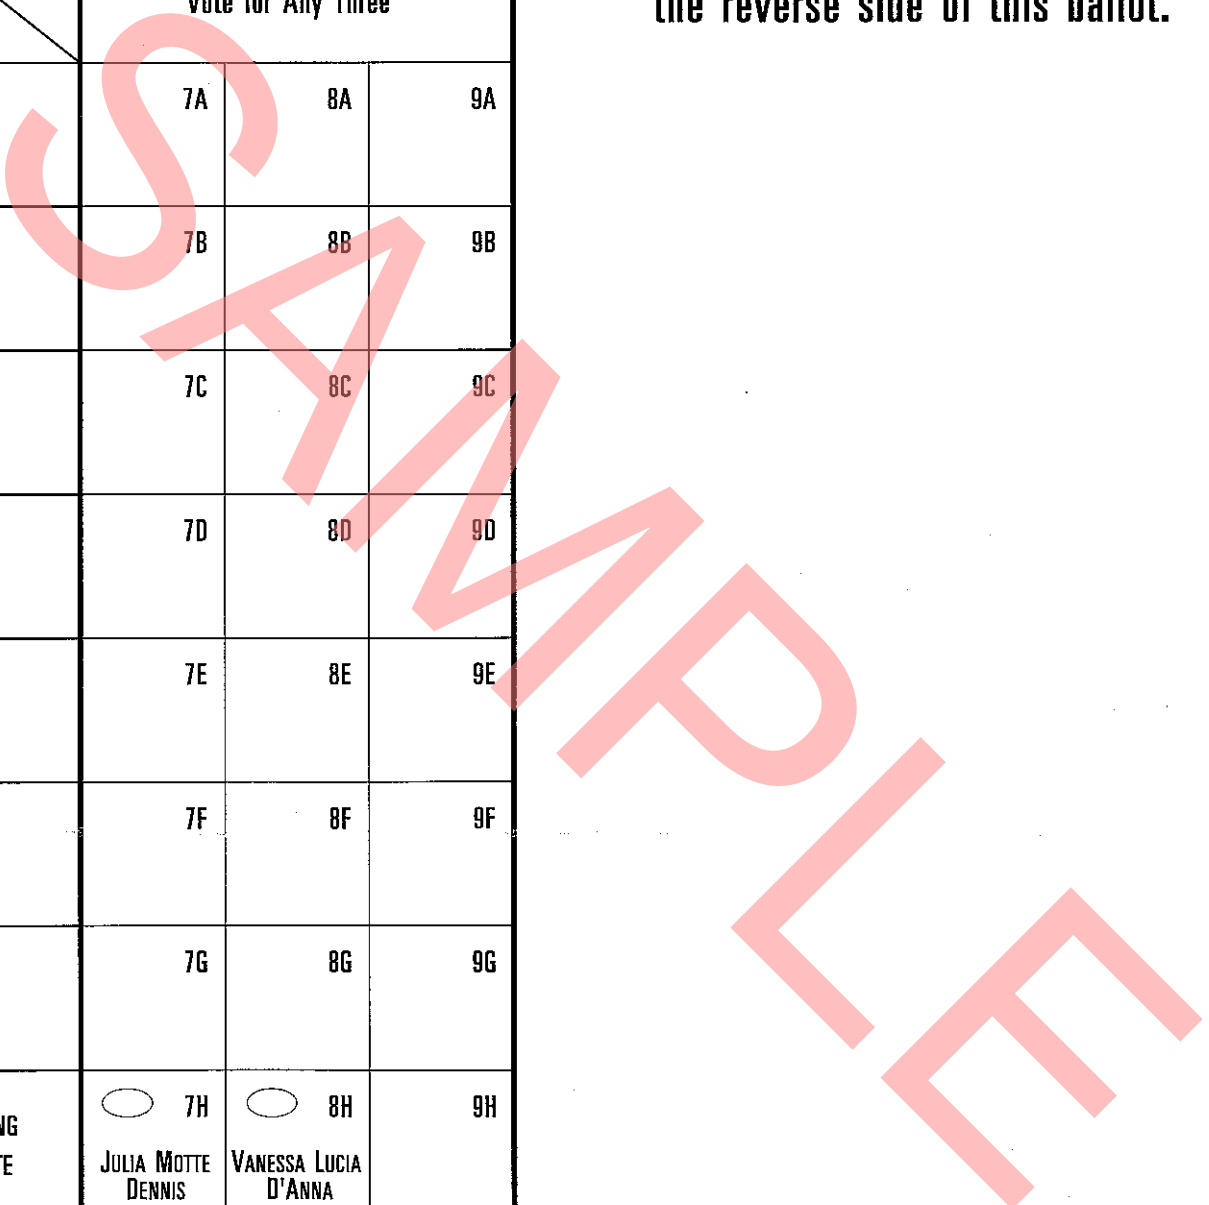 Vote for Any Three
the reverse side of this ballot.
7A 8A 9A
7B 8B 9B
7C 8C 9C
7D 8D 9D
7E 8E 9E
7F 8F 9F
7G 8G 9G
7H 8H 9H
JULIA MOTTE VANESSA LUCIA
DENNIS D'ANNA
SAMPLE